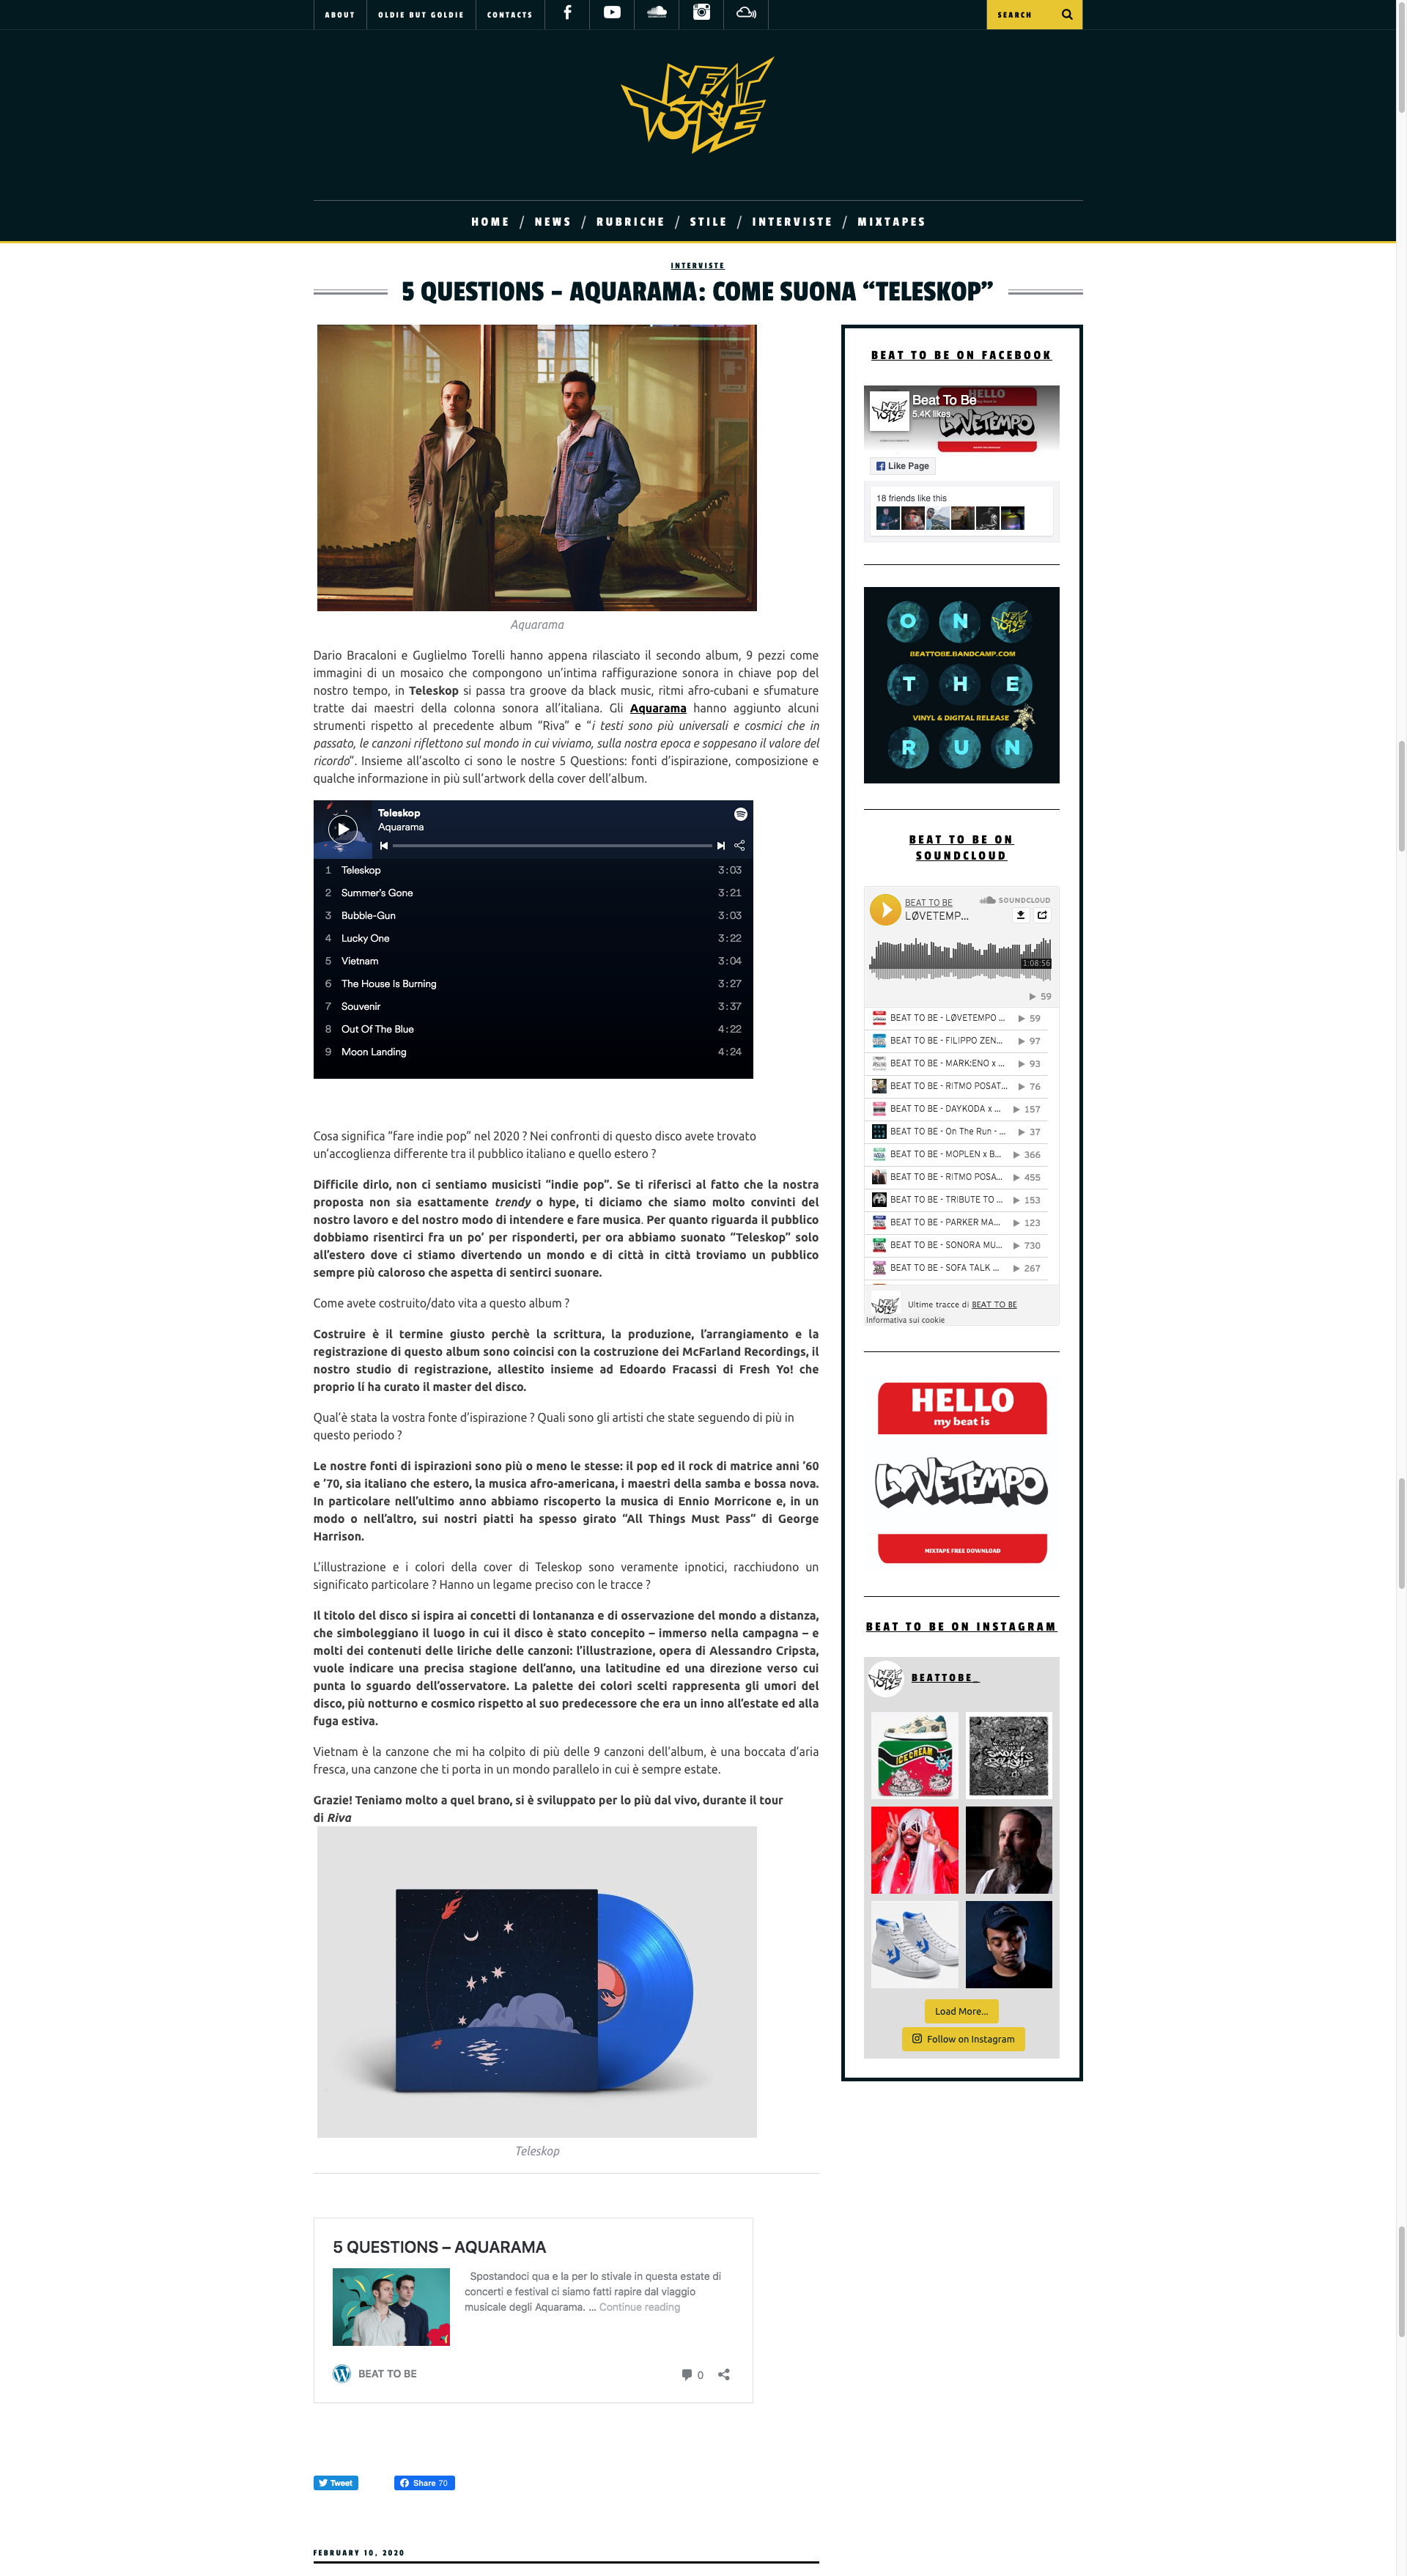 ABOUT
OLDIE BUT GOLDIE
CONTACTS
SEARCH
BEAT TO BE
HOME / NEWS / RUBRICHE / STILE / INTERVISTE / MIXTAPES
INTERVISTE
5 QUESTIONS – AQUARAMA: COME SUONA “TELESKOP”
Aquarama
Dario Bracaloni e Guglielmo Torelli hanno appena rilasciato il secondo album, 9 pezzi come
immagini di un mosaico che compongono un’intima raffigurazione sonora in chiave pop del
nostro tempo, in Teleskop si passa tra groove da black music, ritmi afro-cubani e sfumature
tratte dai maestri della colonna sonora all’italiana. Gli Aquarama hanno aggiunto alcuni
strumenti rispetto al precedente album “Riva” e “i testi sono più universali e cosmici che in
passato, le canzoni riflettono sul mondo in cui viviamo, sulla nostra epoca e soppesano il valore del
ricordo”. Insieme all’ascolto ci sono le nostre 5 Questions: fonti d’ispirazione, composizione e
qualche informazione in più sull’artwork della cover dell’album.
Teleskop
Aquarama
1 Teleskop 3:03
2 Summer's Gone 3:21
3 Bubble-Gun 3:03
4 Lucky One 3:22
5 Vietnam 3:04
6 The House Is Burning 3:27
7 Souvenir 3:37
8 Out Of The Blue 4:22
9 Moon Landing 4:24
Cosa significa “fare indie pop” nel 2020 ? Nei confronti di questo disco avete trovato
un’accoglienza differente tra il pubblico italiano e quello estero ?
Difficile dirlo, non ci sentiamo musicisti “indie pop”. Se ti riferisci al fatto che la nostra
proposta non sia esattamente trendy o hype, ti diciamo che siamo molto convinti del
nostro lavoro e del nostro modo di intendere e fare musica. Per quanto riguarda il pubblico
dobbiamo risentirci fra un po’ per risponderti, per ora abbiamo suonato “Teleskop” solo
all’estero dove ci stiamo divertendo un mondo e di città in città troviamo un pubblico
sempre più caloroso che aspetta di sentirci suonare.
Come avete costruito/dato vita a questo album ?
Costruire è il termine giusto perchè la scrittura, la produzione, l’arrangiamento e la
registrazione di questo album sono coincisi con la costruzione dei McFarland Recordings, il
nostro studio di registrazione, allestito insieme ad Edoardo Fracassi di Fresh Yo! che
proprio lí ha curato il master del disco.
Qual’è stata la vostra fonte d’ispirazione ? Quali sono gli artisti che state seguendo di più in
questo periodo ?
Le nostre fonti di ispirazioni sono più o meno le stesse: il pop ed il rock di matrice anni ’60
e ’70, sia italiano che estero, la musica afro-americana, i maestri della samba e bossa nova.
In particolare nell’ultimo anno abbiamo riscoperto la musica di Ennio Morricone e, in un
modo o nell’altro, sui nostri piatti ha spesso girato “All Things Must Pass” di George
Harrison.
L’illustrazione e i colori della cover di Teleskop sono veramente ipnotici, racchiudono un
significato particolare ? Hanno un legame preciso con le tracce ?
Il titolo del disco si ispira ai concetti di lontananza e di osservazione del mondo a distanza,
che simboleggiano il luogo in cui il disco è stato concepito – immerso nella campagna – e
molti dei contenuti delle liriche delle canzoni: l’illustrazione, opera di Alessandro Cripsta,
vuole indicare una precisa stagione dell’anno, una latitudine ed una direzione verso cui
punta lo sguardo dell’osservatore. La palette dei colori scelti rappresenta gli umori del
disco, più notturno e cosmico rispetto al suo predecessore che era un inno all’estate ed alla
fuga estiva.
Vietnam è la canzone che mi ha colpito di più delle 9 canzoni dell’album, è una boccata d’aria
fresca, una canzone che ti porta in un mondo parallelo in cui è sempre estate.
Grazie! Teniamo molto a quel brano, si è sviluppato per lo più dal vivo, durante il tour
di Riva
Teleskop
5 QUESTIONS – AQUARAMA
Spostandoci qua e la per lo stivale in questa estate di
concerti e festival ci siamo fatti rapire dal viaggio
musicale degli Aquarama. … Continue reading
BEAT TO BE
0
Tweet
Share 70
FEBRUARY 10, 2020
BEAT TO BE ON FACEBOOK
Beat To Be
5.4K likes
LOVETEMPO
Like Page
18 friends like this
O N
BEATTOBE.BANDCAMP.COM
T H E
VINYL & DIGITAL RELEASE
R U N
BEAT TO BE ON
SOUNDCLOUD
BEAT TO BE
SOUNDCLOUD
LØVETEMP...
1:08:56
59
BEAT TO BE - LØVETEMPO ... 59
BEAT TO BE - FILIPPO ZEN... 97
BEAT TO BE - MARK:ENO x ... 93
BEAT TO BE - RITMO POSAT... 76
BEAT TO BE - DAYKODA x ... 157
BEAT TO BE - On The Run - ... 37
BEAT TO BE - MOPLEN x B... 366
BEAT TO BE - RITMO POSA... 455
BEAT TO BE - TRIBUTE TO ... 153
BEAT TO BE - PARKER MA... 123
BEAT TO BE - SONORA MU... 730
BEAT TO BE - SOFA TALK ... 267
Ultime tracce di BEAT TO BE
Informativa sui cookie
HELLO
my beat is
LOVETEMPO
MIXTAPE FREE DOWNLOAD
BEAT TO BE ON INSTAGRAM
BEATTOBE_
ICE CREAM
Load More...
Follow on Instagram